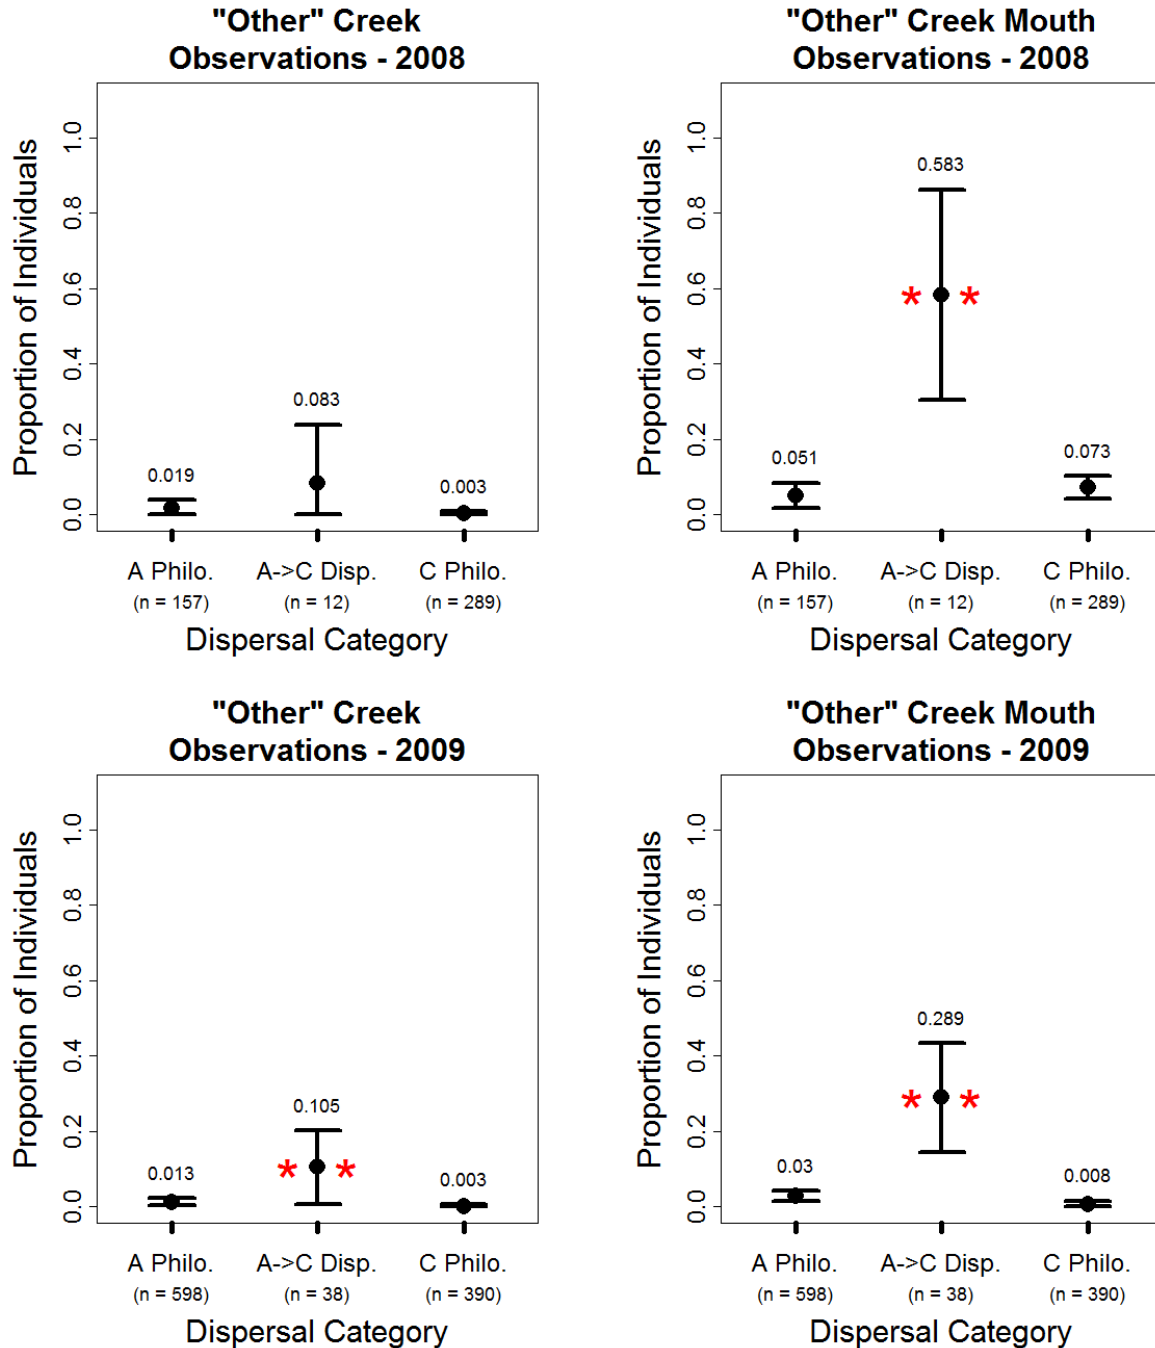 "Other" Creek
Observations - 2008
Proportion of Individuals
1.0
0.8
0.6
0.4
0.2
0.0
0.019
0.083
0.003
A Philo.
A->C Disp.
C Philo.
(n = 157)
(n = 12)
(n = 289)
Dispersal Category
"Other" Creek Mouth
Observations - 2008
Proportion of Individuals
1.0
0.8
0.6
0.4
0.2
0.0
0.051
0.583
* *
0.073
A Philo.
A->C Disp.
C Philo.
(n = 157)
(n = 12)
(n = 289)
Dispersal Category
"Other" Creek
Observations - 2009
Proportion of Individuals
1.0
0.8
0.6
0.4
0.2
0.0
0.013
0.105
* *
0.003
A Philo.
A->C Disp.
C Philo.
(n = 598)
(n = 38)
(n = 390)
Dispersal Category
"Other" Creek Mouth
Observations - 2009
Proportion of Individuals
1.0
0.8
0.6
0.4
0.2
0.0
0.03
0.289
* *
0.008
A Philo.
A->C Disp.
C Philo.
(n = 598)
(n = 38)
(n = 390)
Dispersal Category